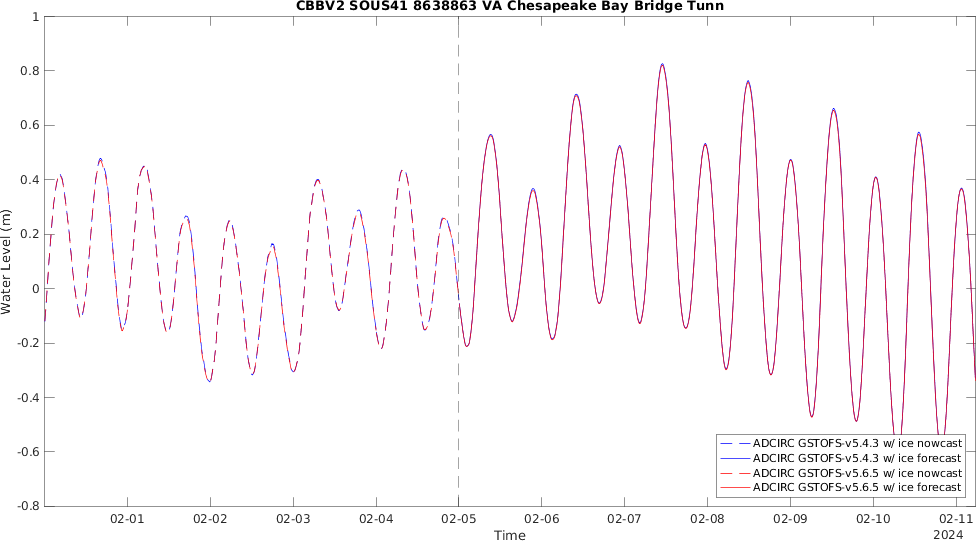 CBBV2 SOUS41 8638863 VA Chesapeake Bay Bridge Tunn
Water Level (m)
1
0.8
0.6
0.4
0.2
0
-0.2
-0.4
-0.6
-0.8
ADCIRC GSTOFS-v5.4.3 w/ ice nowcast
ADCIRC GSTOFS-v5.4.3 w/ ice forecast
ADCIRC GSTOFS-v5.6.5 w/ ice nowcast
ADCIRC GSTOFS-v5.6.5 w/ ice forecast
02-01 02-02 02-03 02-04 02-05 02-06 02-07 02-08 02-09 02-10 02-11
Time 2024